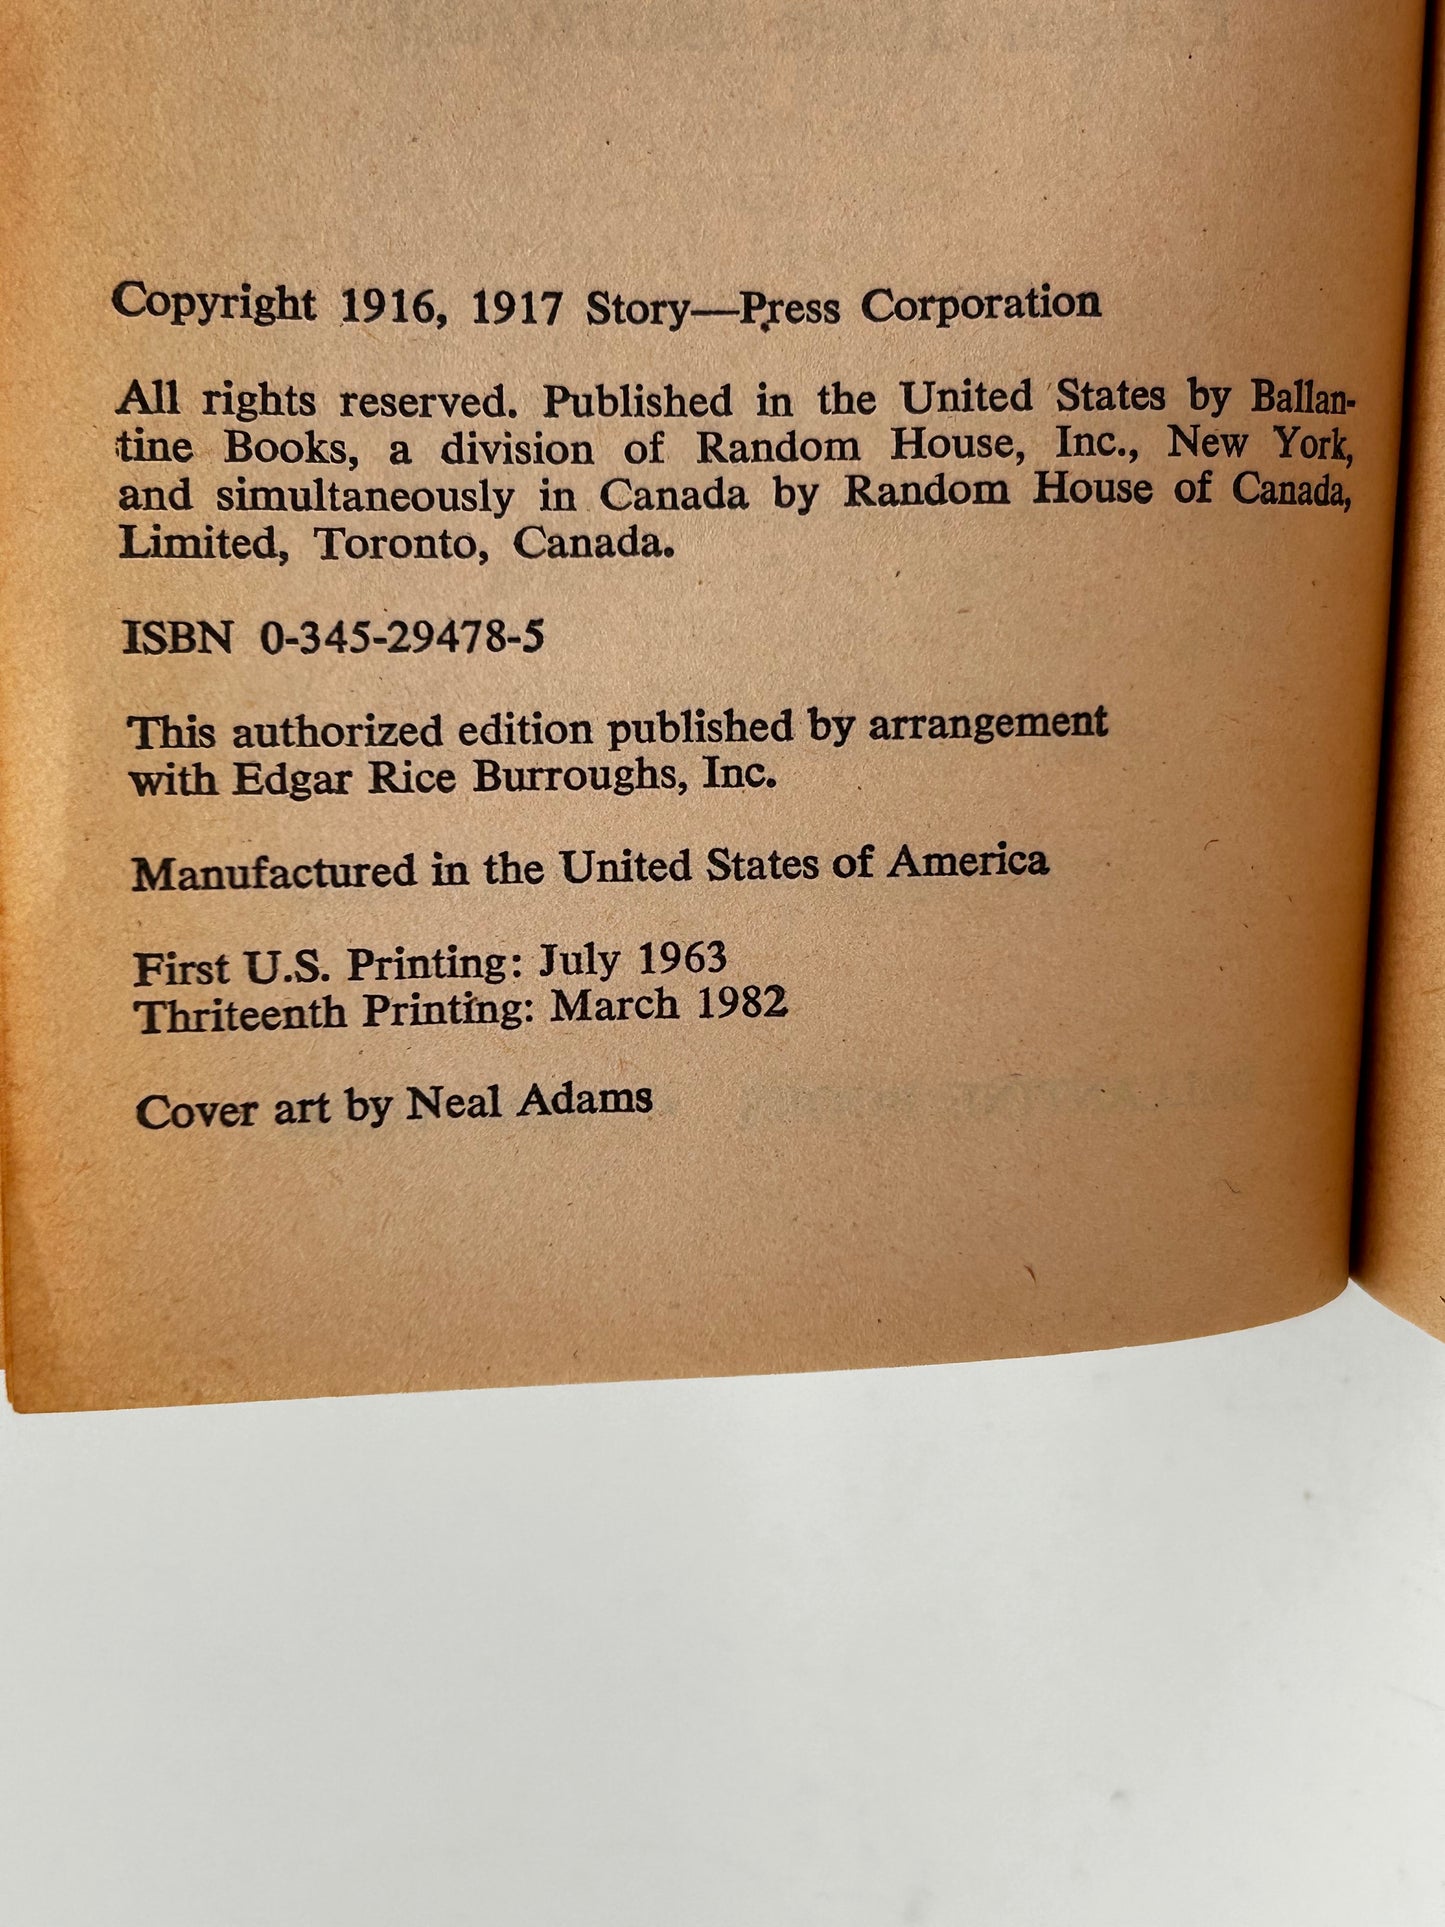 Copyright 1916, 1917 Story—Press Corporation
All rights reserved. Published in the United States by Ballan-
tine Books, a division of Random House, Inc., New York,
and simultaneously in Canada by Random House of Canada,
Limited, Toronto, Canada.
ISBN 0-345-29478-5
This authorized edition published by arrangement
with Edgar Rice Burroughs, Inc.
Manufactured in the United States of America
First U.S. Printing: July 1963
Thriteenth Printing: March 1982
Cover art by Neal Adams